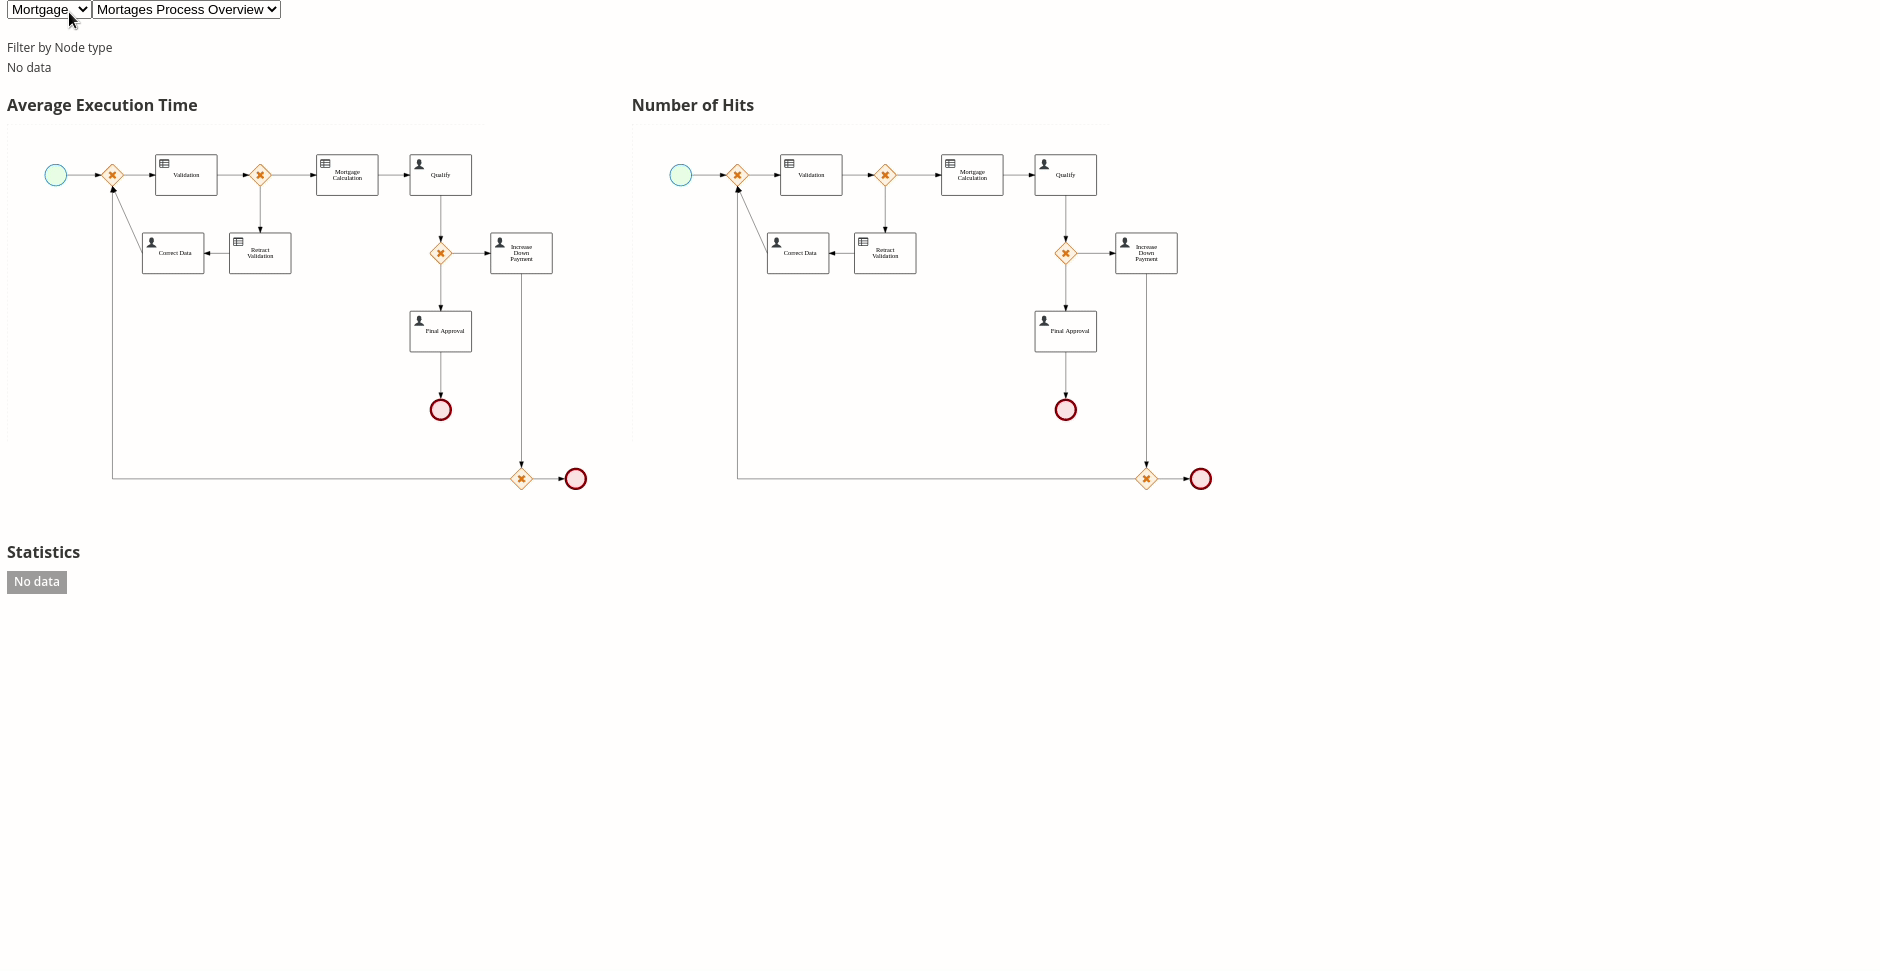 Mortgage Mortages Process Overview
Filter by Node type
No data
Average Execution Time
Validation
Mortgage
Calculation
Qualify
Correct Data
Retract
Validation
Increase
Down
Payment
Final Approval
Number of Hits
Validation
Mortgage
Calculation
Qualify
Correct Data
Retract
Validation
Increase
Down
Payment
Final Approval
Statistics
No data